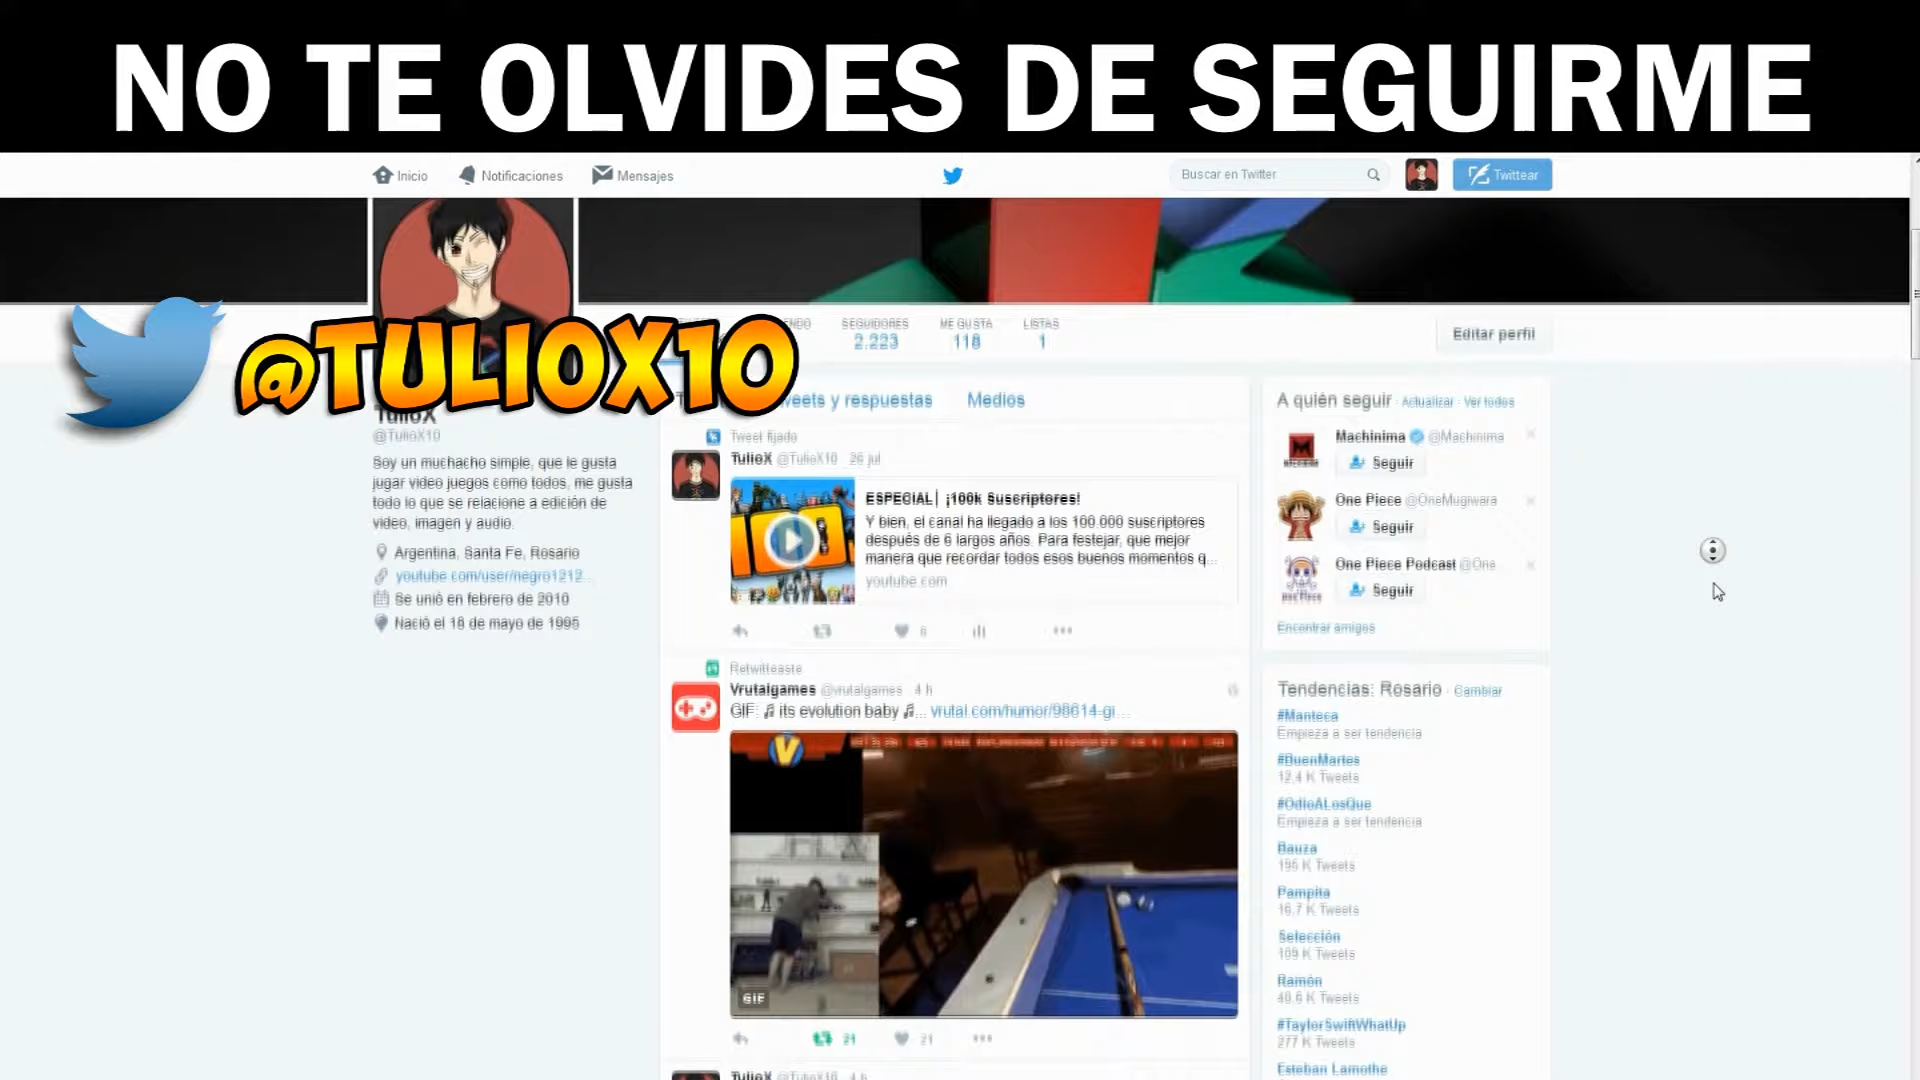 NO TE OLVIDES DE SEGUIRME
Inicio
Notificaciones
Mensajes
Buscar en Twitter
Twittear
@TULIOX10
SEGUIDORES
2.223
ME GUSTA
118
LISTAS
1
Editar perfil
TulioX
@TulioX10
Soy un muchacho simple, que le gusta
jugar video juegos como todos, me gusta
todo lo que se relacione a edición de
video, imagen y audio.
Argentina, Santa Fe, Rosario
youtube.com/user/negro1212...
Se unió en febrero de 2010
Nació el 18 de mayo de 1995
y respuestas
Medios
Tweet fijado
TulioX @TulioX10 26 jul
ESPECIAL| ¡100k Suscriptores!
Y bien, el canal ha llegado a los 100.000 suscriptores
después de 6 largos años. Para festejar, que mejor
manera que recordar todos esos buenos momentos q...
youtube.com
6
Retwitteaste
Vrutalgames @vrutalgames 4 h
GIF: ♫ its evolution baby ♫... vrutal.com/humor/98614-gi...
V
GIF
21
21
TulioX @TulioX10 4 h
A quién seguir · Actualizar · Ver todos
Machinima @Machinima
Seguir
One Piece @OneMugiwara
Seguir
One Piece Podcast @One
Seguir
Encontrar amigos
Tendencias: Rosario · Cambiar
#Manteca
Empieza a ser tendencia
#BuenMartes
12,4 K Tweets
#OdioALosQue
Empieza a ser tendencia
Bauza
195 K Tweets
Pampita
16,7 K Tweets
Selección
109 K Tweets
Ramón
40,6 K Tweets
#TaylorSwiftWhatUp
277 K Tweets
Esteban Lamothe